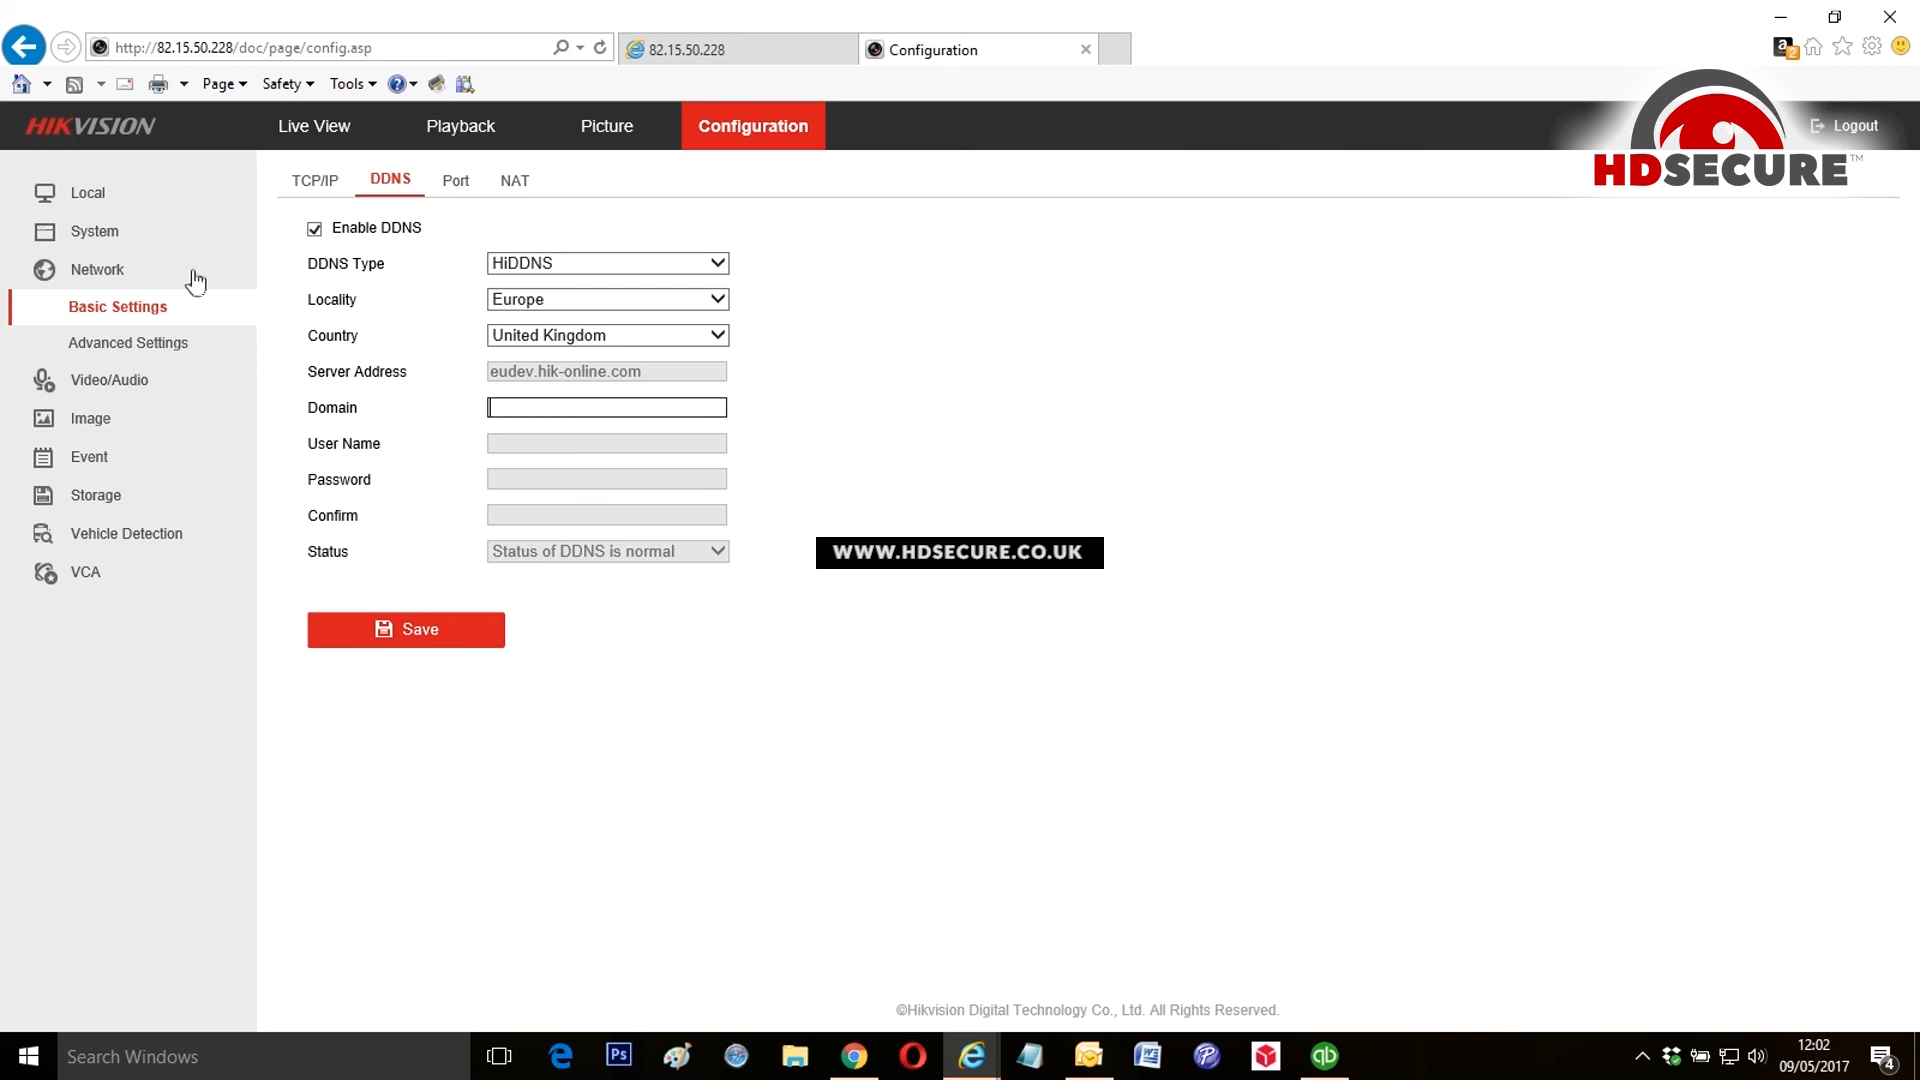 http://82.15.50.228/doc/page/config.asp
82.15.50.228
Configuration
Page
Safety
Tools
HIKVISION
Live View
Playback
Picture
Configuration
Logout
HDSECURE™
Local
System
Network
Basic Settings
Advanced Settings
Video/Audio
Image
Event
Storage
Vehicle Detection
VCA
TCP/IP
DDNS
Port
NAT
Enable DDNS
DDNS Type
HiDDNS
Locality
Europe
Country
United Kingdom
Server Address
eudev.hik-online.com
Domain
User Name
Password
Confirm
Status
Status of DDNS is normal
WWW.HDSECURE.CO.UK
Save
©Hikvision Digital Technology Co., Ltd. All Rights Reserved.
Search Windows
Ps
qb
12:02
09/05/2017
4